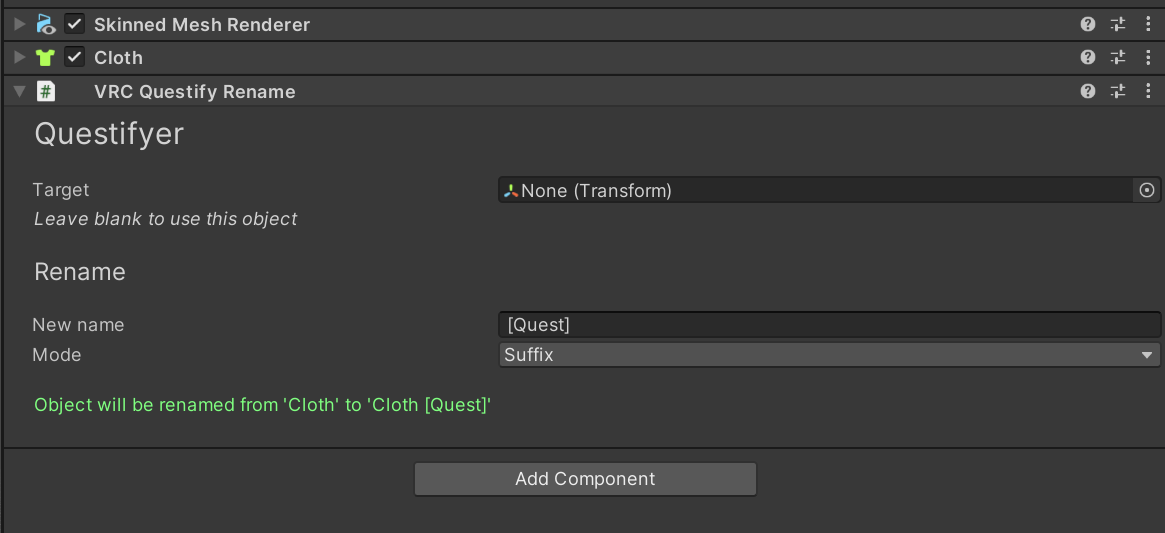 Skinned Mesh Renderer
Cloth
# VRC Questify Rename
Questifyer
Target None (Transform)
Leave blank to use this object
Rename
New name [Quest]
Mode Suffix
Object will be renamed from 'Cloth' to 'Cloth [Quest]'
Add Component